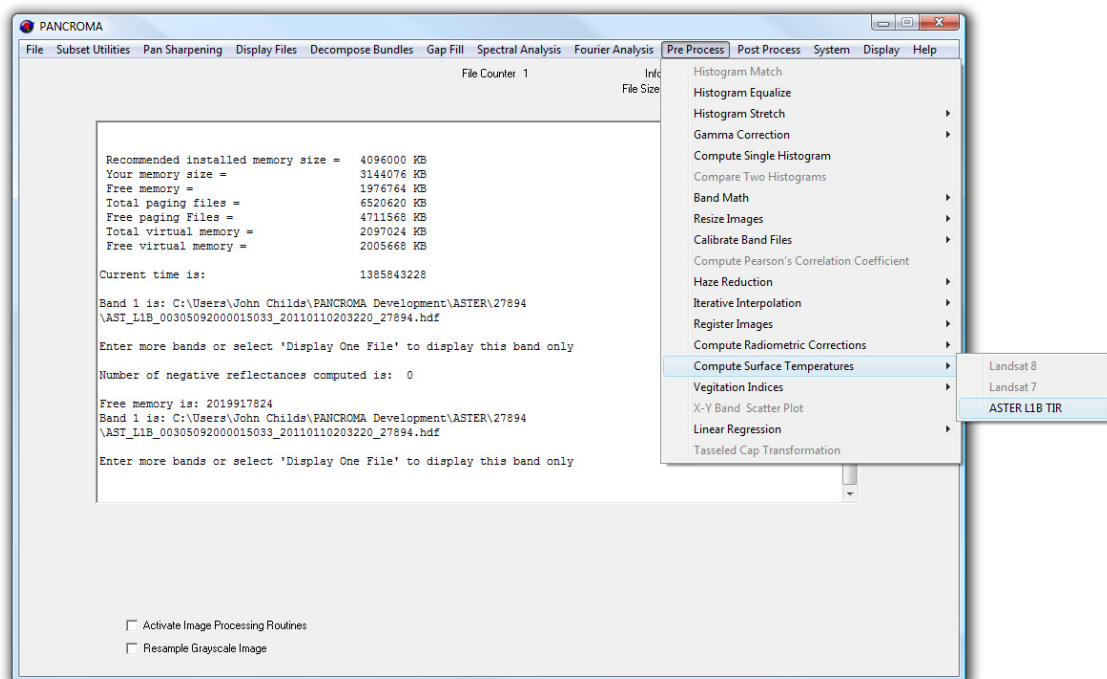 PANCROMA
File Subset Utilities Pan Sharpening Display Files Decompose Bundles Gap Fill Spectral Analysis Fourier Analysis Pre Process Post Process System Display Help
File Counter 1
File Size
Recommended installed memory size = 4096000 KB
Your memory size = 3144076 KB
Free memory = 1976764 KB
Total paging files = 6520620 KB
Free paging Files = 4711568 KB
Total virtual memory = 2097024 KB
Free virtual memory = 2005668 KB
Current time is: 1385843228
Band 1 is: C:\Users\John Childs\PANCROMA Development\ASTER\27894
\AST_L1B_00305092000015033_20110110203220_27894.hdf
Enter more bands or select 'Display One File' to display this band only
Number of negative reflectances computed is: 0
Free memory is: 2019917824
Band 1 is: C:\Users\John Childs\PANCROMA Development\ASTER\27894
\AST_L1B_00305092000015033_20110110203220_27894.hdf
Enter more bands or select 'Display One File' to display this band only
Histogram Match
Histogram Equalize
Histogram Stretch
Gamma Correction
Compute Single Histogram
Compare Two Histograms
Band Math
Resize Images
Calibrate Band Files
Compute Pearson's Correlation Coefficient
Haze Reduction
Iterative Interpolation
Register Images
Compute Radiometric Corrections
Compute Surface Temperatures
Vegitation Indices
X-Y Band Scatter Plot
Linear Regression
Tasseled Cap Transformation
Landsat 8
Landsat 7
ASTER L1B TIR
Activate Image Processing Routines
Resample Grayscale Image